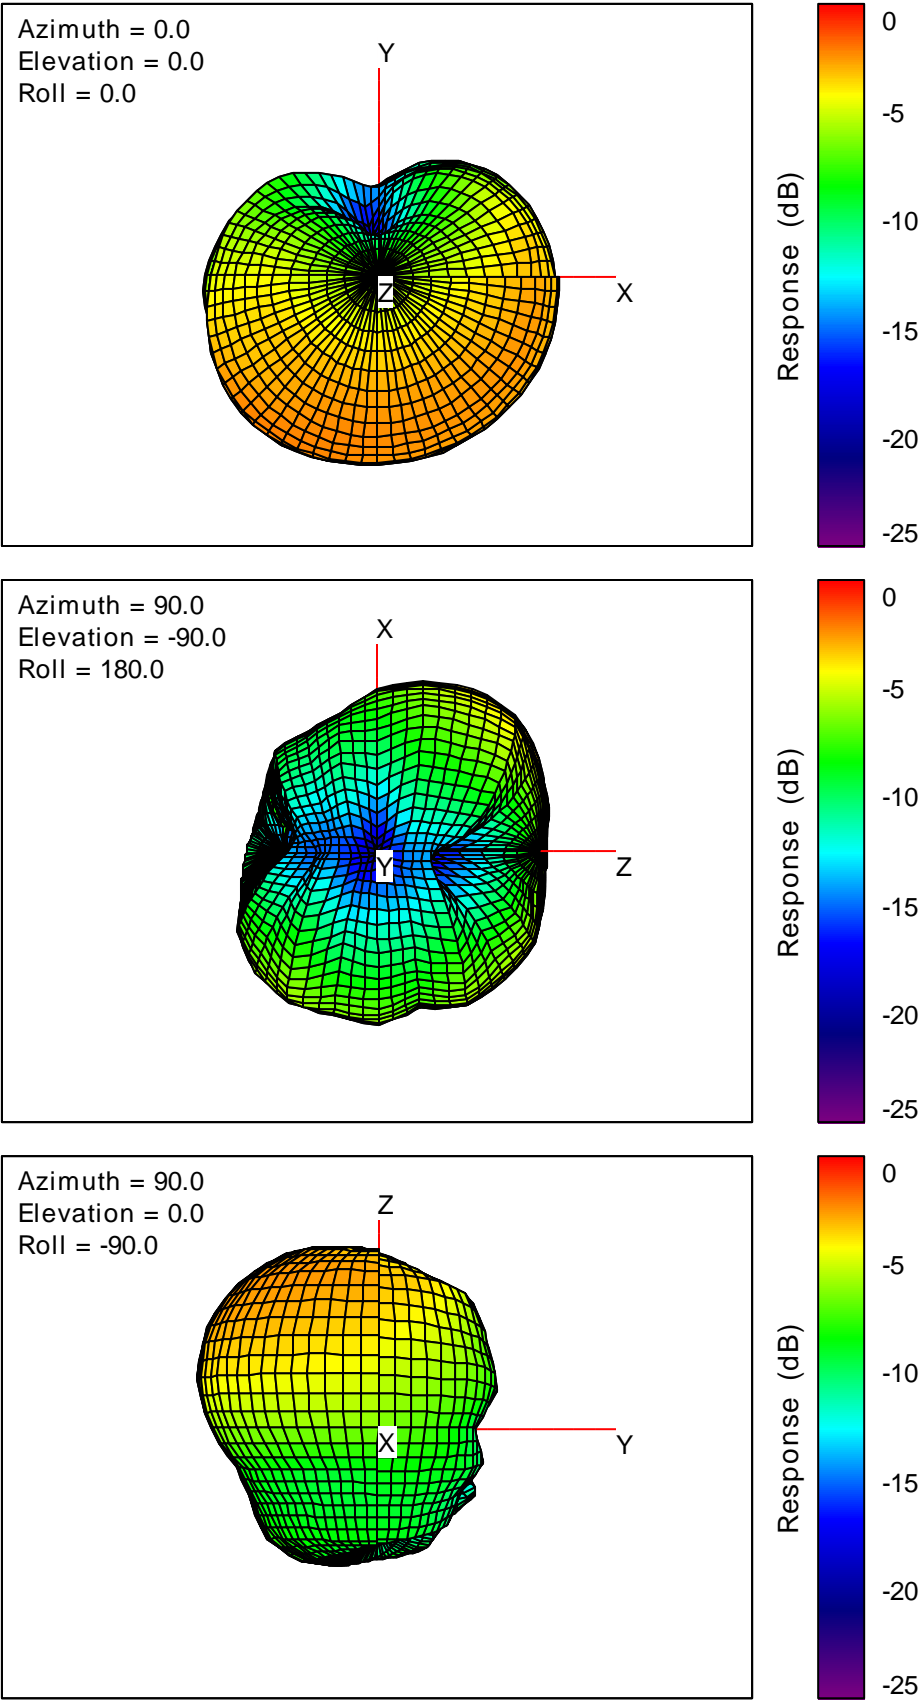 Azimuth = 0.0
Elevation = 0.0
Roll = 0.0
Y
X
Z
0
-5
-10
-15
-20
-25
Response (dB)
Azimuth = 90.0
Elevation = -90.0
Roll = 180.0
X
Z
Y
0
-5
-10
-15
-20
-25
Response (dB)
Azimuth = 90.0
Elevation = 0.0
Roll = -90.0
Z
Y
X
0
-5
-10
-15
-20
-25
Response (dB)